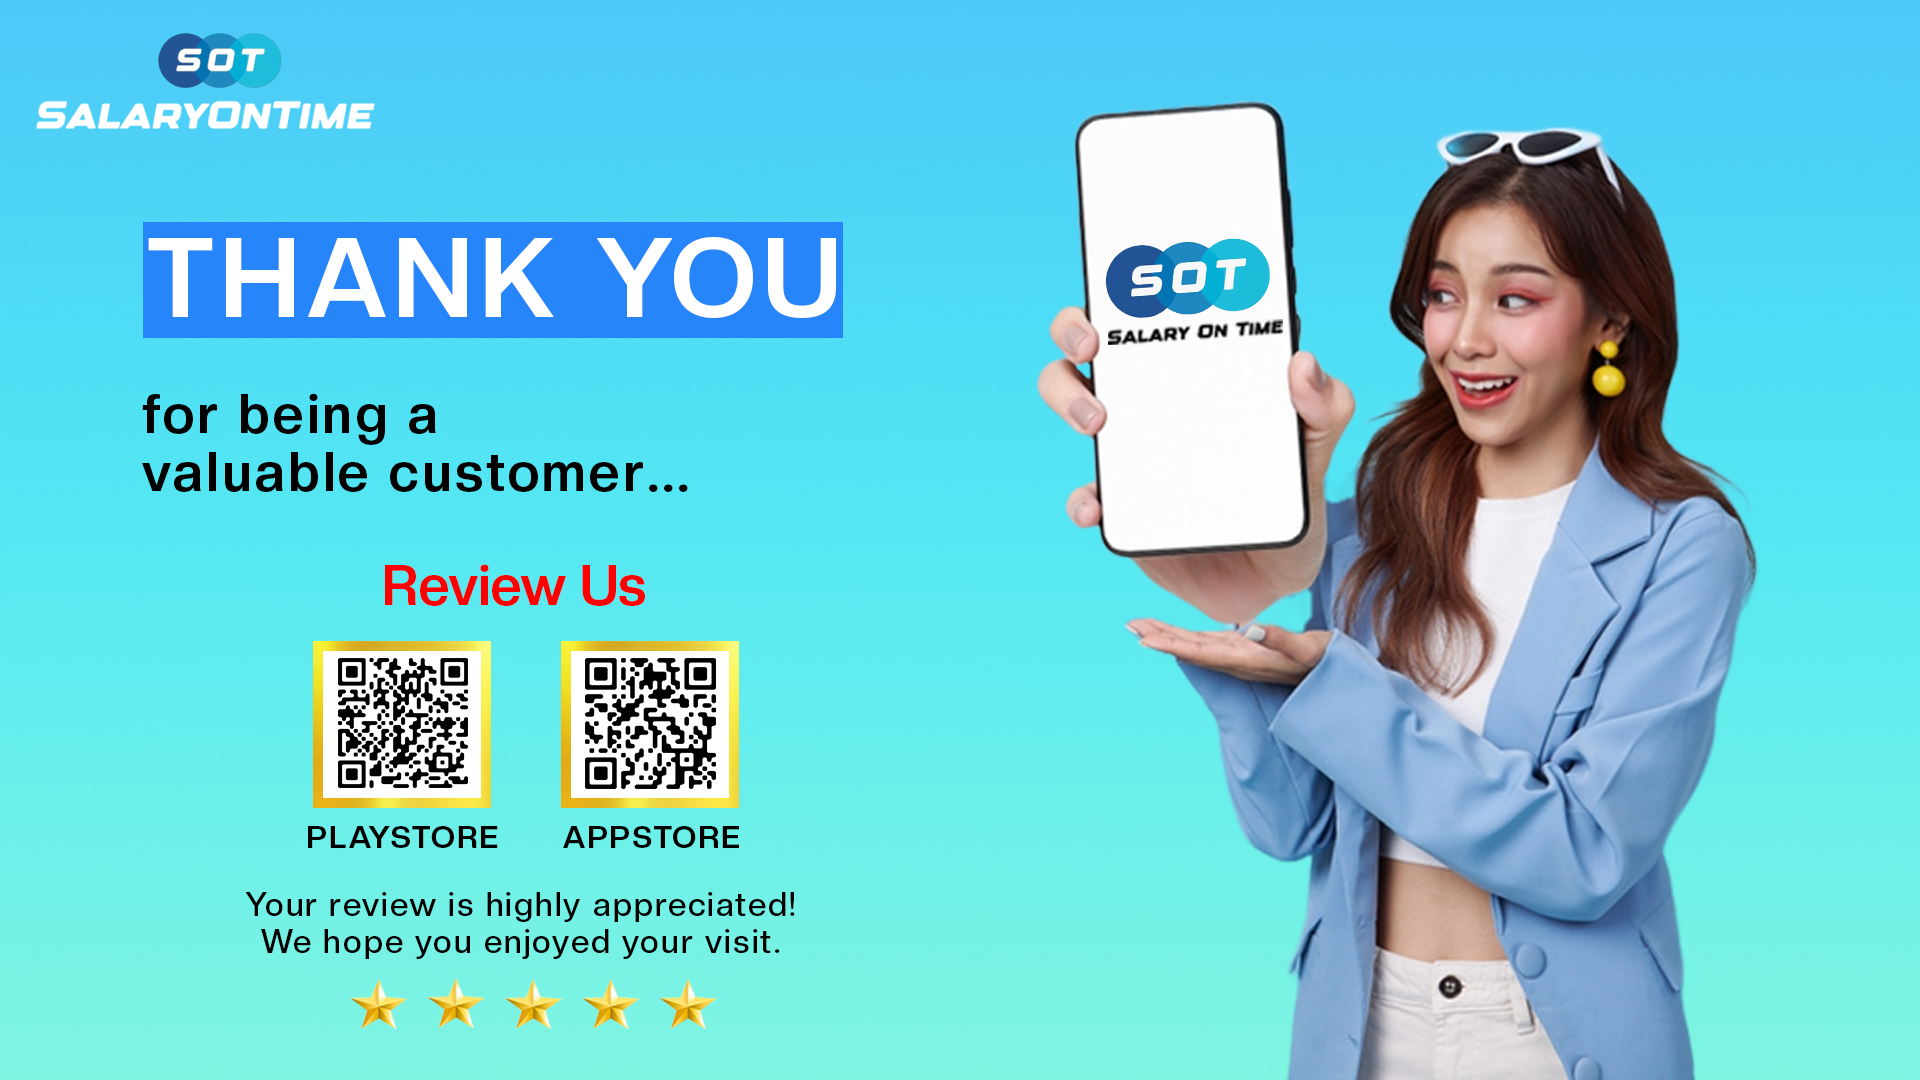 SOT
SALARYONTIME
THANK YOU
for being a
valuable customer...
Review Us
PLAYSTORE
APPSTORE
Your review is highly appreciated!
We hope you enjoyed your visit.
SOT
SALARY ON TIME